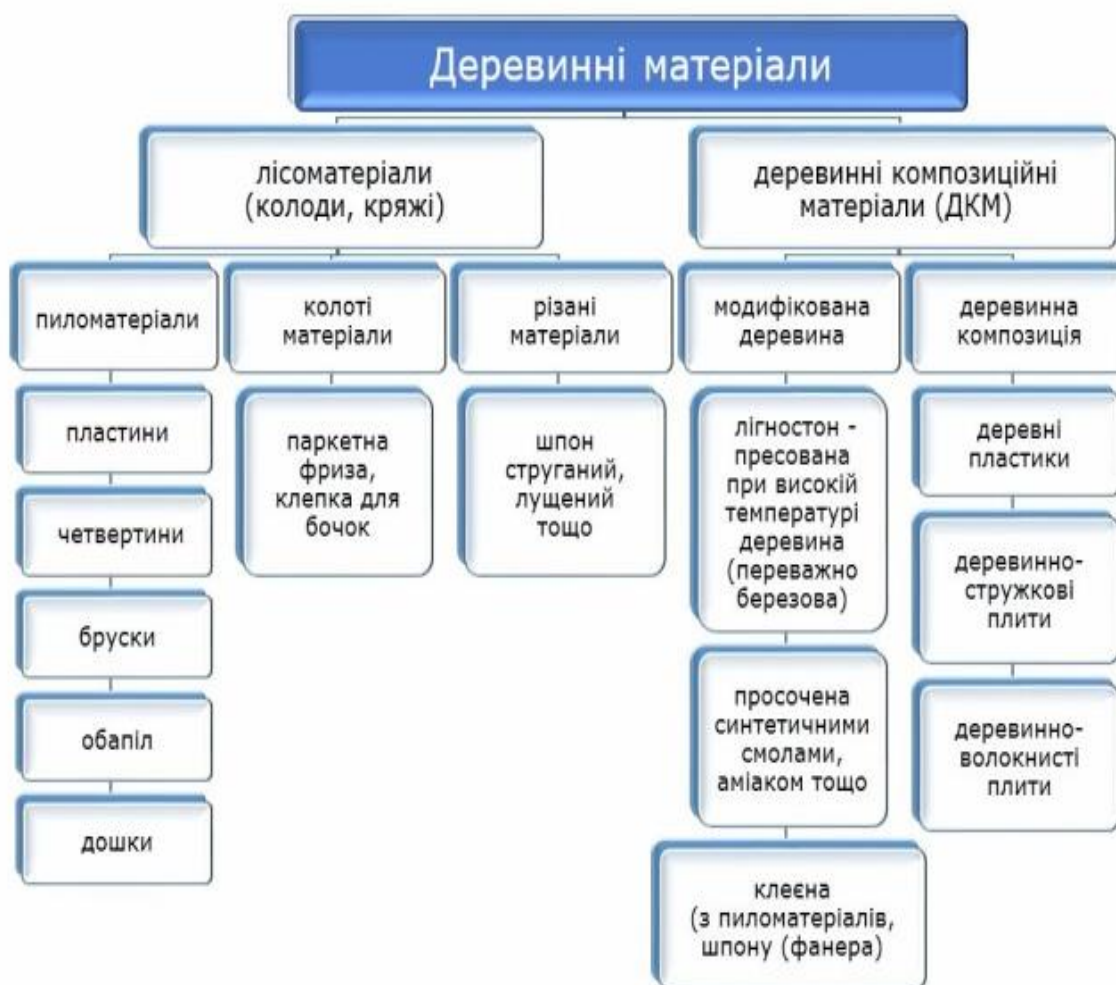 Деревинні матеріали
лісоматеріали
(колоди, кряжі)
деревинні композиційні
матеріали (ДКМ)
пиломатеріали
колоті
матеріали
різані
матеріали
модифікована
деревина
деревинна
композиція
пластини
четвертини
бруски
обапіл
дошки
паркетна
фриза,
клепка для
бочок
шпон
струганий,
лущений
тощо
лігностон -
пресована
при високій
температурі
деревина
(переважно
березова)
просочена
синтетичними
смолами,
аміаком тощо
клеєна
(з пиломатеріалів,
шпону (фанера)
деревні
пластики
деревинно-
стружкові
плити
деревинно-
волокнисті
плити